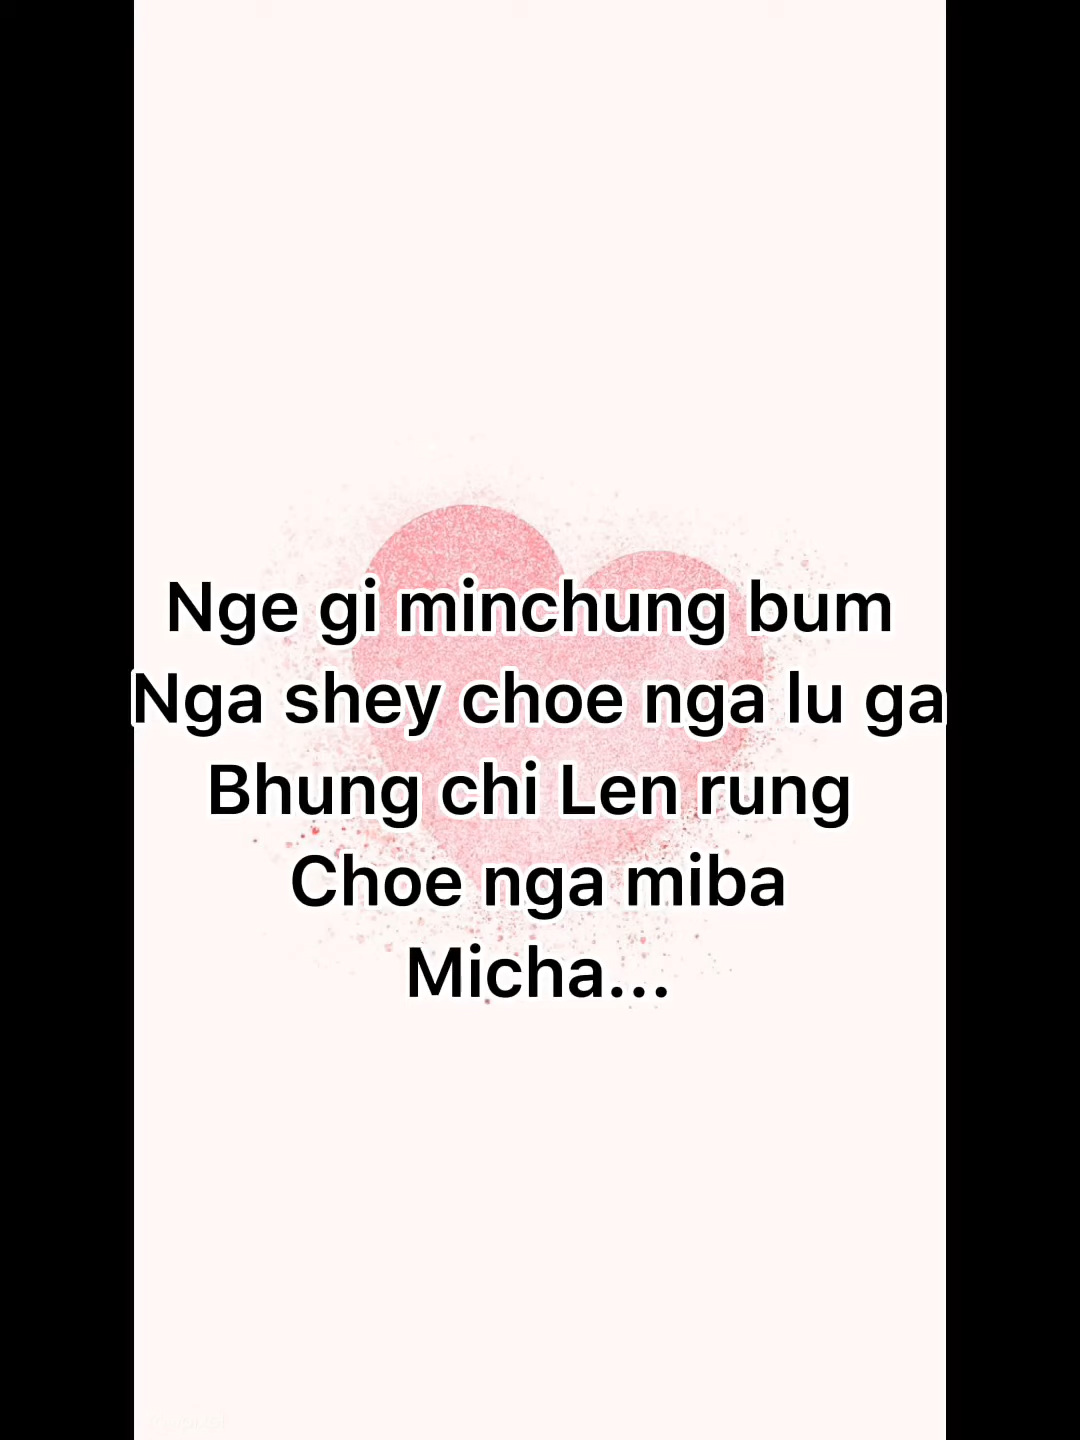 Nge gi minchung bum
Nga shey choe nga lu ga
Bhung chi Len rung
Choe nga miba
Micha...